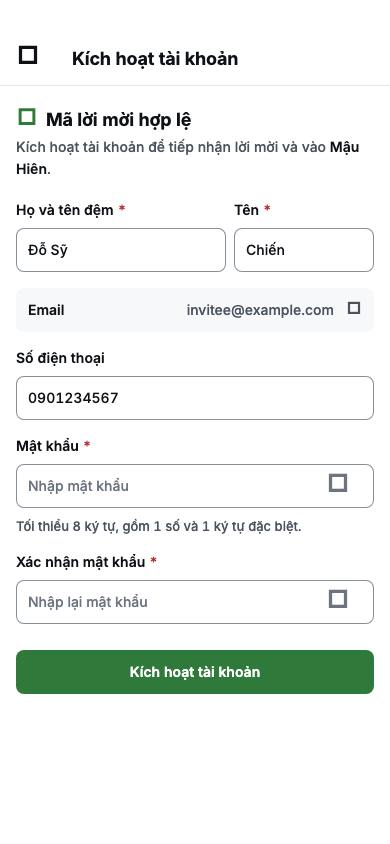 Kích hoạt tài khoản
Mã lời mời hợp lệ
Kích hoạt tài khoản để tiếp nhận lời mời và vào Mậu
Hiên.
Họ và tên đệm *
Tên *
Đỗ Sỹ
Chiến
Email
invitee@example.com
Số điện thoại
0901234567
Mật khẩu *
Nhập mật khẩu
Tối thiểu 8 ký tự, gồm 1 số và 1 ký tự đặc biệt.
Xác nhận mật khẩu *
Nhập lại mật khẩu
Kích hoạt tài khoản